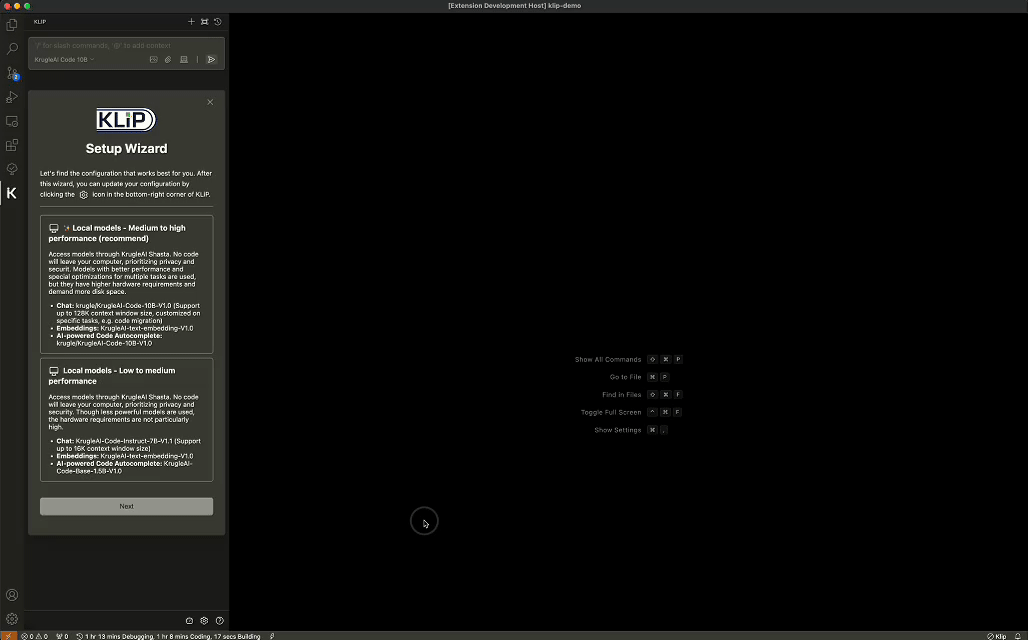 [Extension Development Host] klip-demo
KLIP
'/' for slash commands, '@' to add context
KrugleAI Code 10B
2
K
KLiP
Setup Wizard
Let's find the configuration that works best for you. After
this wizard, you can update your configuration by
clicking the icon in the bottom-right corner of KLiP.
✨ Local models - Medium to high
performance (recommend)
Access models through KrugleAI Shasta. No code
will leave your computer, prioritizing privacy and
securit. Models with better performance and
special optimizations for multiple tasks are used,
but they have higher hardware requirements and
demand more disk space.
• Chat: krugle/KrugleAI-Code-10B-V1.0 (Support
up to 128K context window size, customized on
specific tasks, e.g. code migration)
• Embeddings: KrugleAI-text-embedding-V1.0
• AI-powered Code Autocomplete:
krugle/KrugleAI-Code-10B-V1.0
Local models - Low to medium
performance
Access models through KrugleAI Shasta. No code
will leave your computer, prioritizing privacy and
security. Though less powerful models are used,
the hardware requirements are not particularly
high.
• Chat: KrugleAI-Code-Instruct-7B-V1.1 (Support
up to 16K context window size)
• Embeddings: KrugleAI-text-embedding-V1.0
• AI-powered Code Autocomplete: KrugleAI-
Code-Base-1.5B-V1.0
Next
Show All Commands ⇧ ⌘ P
Go to File ⌘ P
Find in Files ⇧ ⌘ F
Toggle Full Screen ^ ⌘ F
Show Settings ⌘ ,
0 0 0 1 hr 13 mins Debugging, 1 hr 8 mins Coding, 17 secs Building
Klip